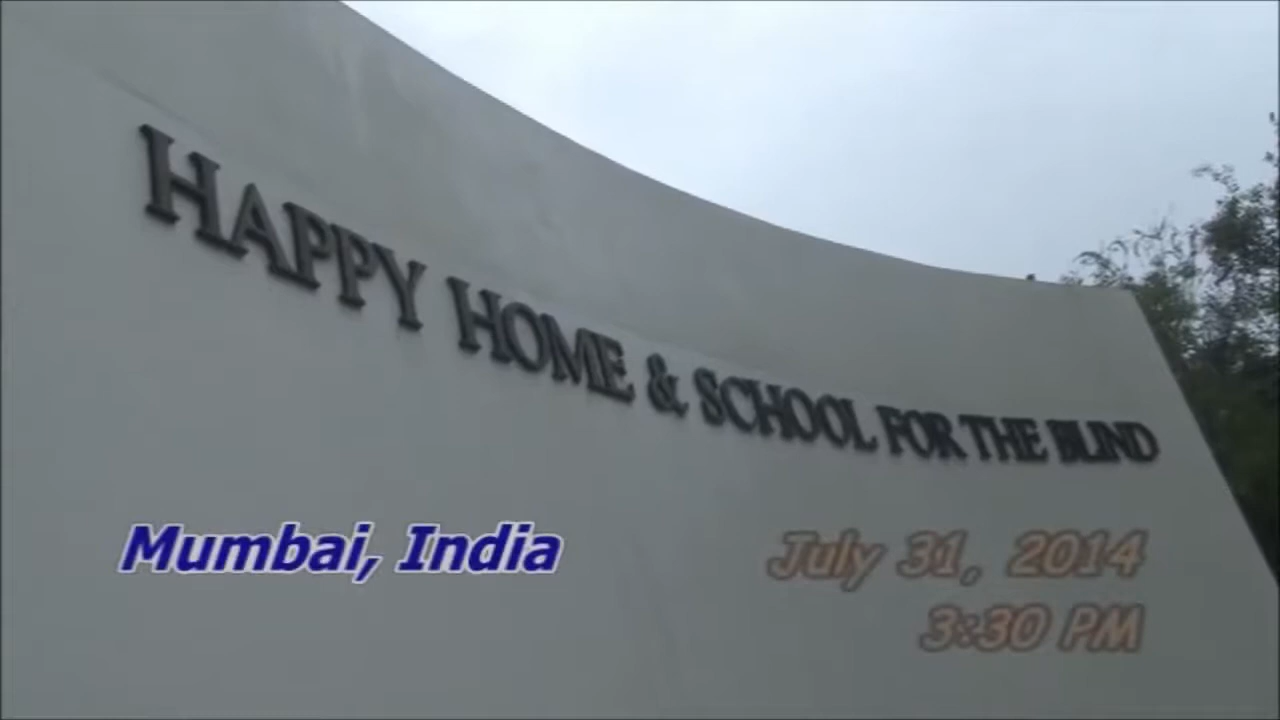 HAPPY HOME & SCHOOL FOR THE BLIND
Mumbai, India
July 31, 2014
3:30 PM